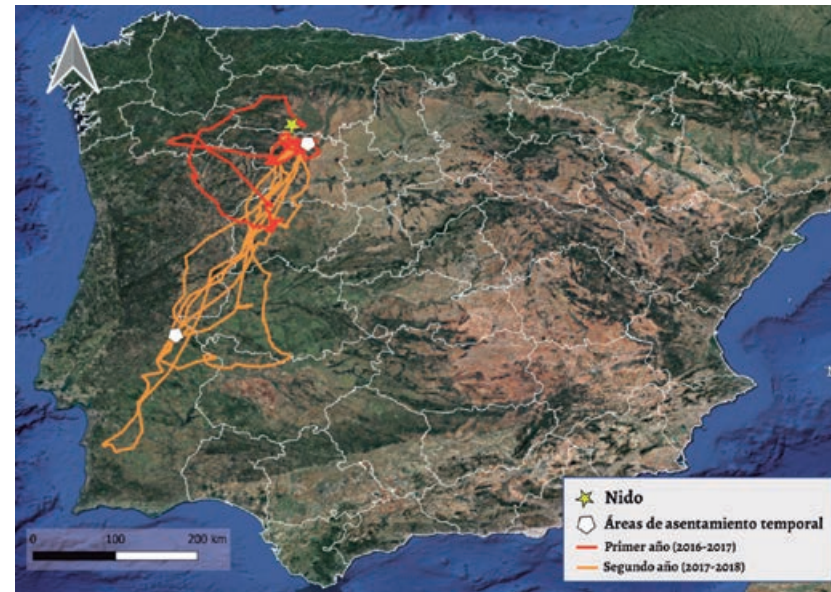 0 100 200 km
Nido
Áreas de asentamiento temporal
Primer año (2016-2017)
Segundo año (2017-2018)